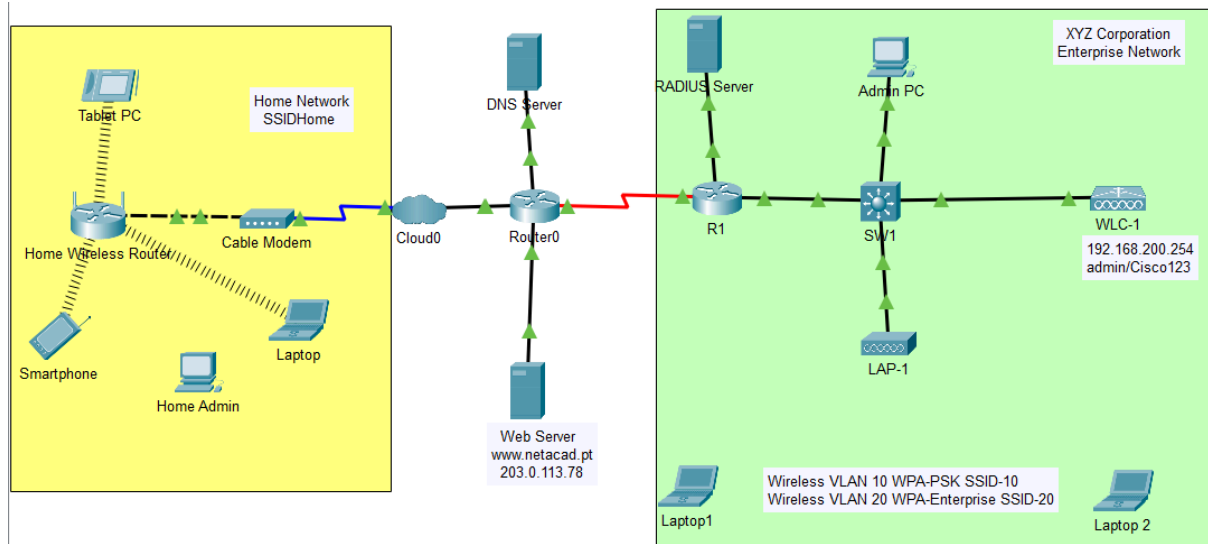 Tablet PC
Home Network
SSIDHome
Home Wireless Router
Cable Modem
Smartphone
Laptop
Home Admin
Cloud0
DNS Server
Router0
Web Server
www.netacad.pt
203.0.113.78
XYZ Corporation
Enterprise Network
RADIUS Server
Admin PC
R1
SW1
WLC-1
192.168.200.254
admin/Cisco123
LAP-1
Laptop1
Wireless VLAN 10 WPA-PSK SSID-10
Wireless VLAN 20 WPA-Enterprise SSID-20
Laptop 2